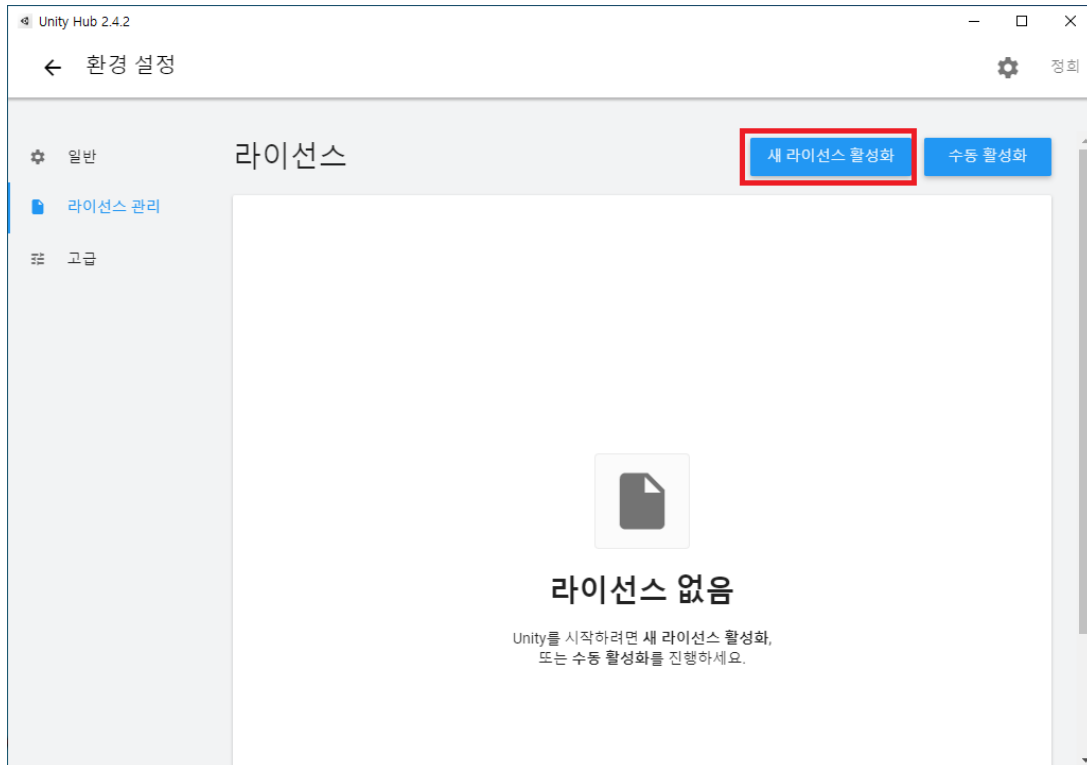 Unity Hub 2.4.2
환경 설정
정희
일반
라이선스 관리
고급
라이선스
새 라이선스 활성화
수동 활성화
라이선스 없음
Unity를 시작하려면 새 라이선스 활성화,
또는 수동 활성화를 진행하세요.